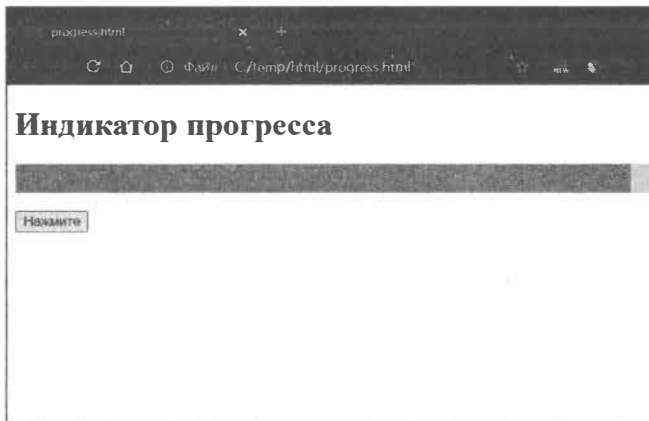 progress.html × +
Файл C:/temp/html/progress.html
Индикатор прогресса
Нажмите